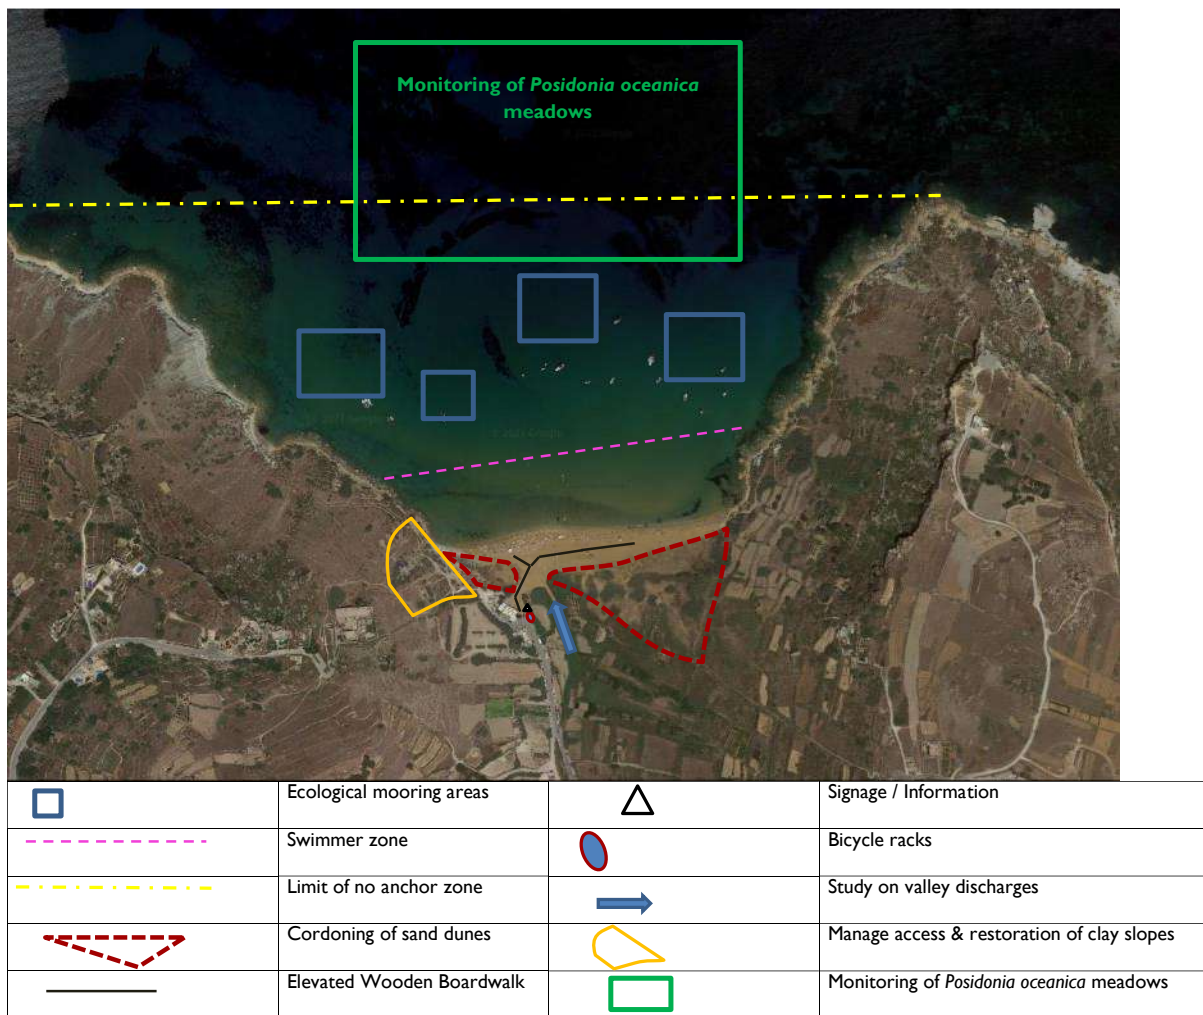 Monitoring of Posidonia oceanica
meadows
Ecological mooring areas
Signage / Information
Swimmer zone
Bicycle racks
Limit of no anchor zone
Study on valley discharges
Cordoning of sand dunes
Manage access & restoration of clay slopes
Elevated Wooden Boardwalk
Monitoring of Posidonia oceanica meadows